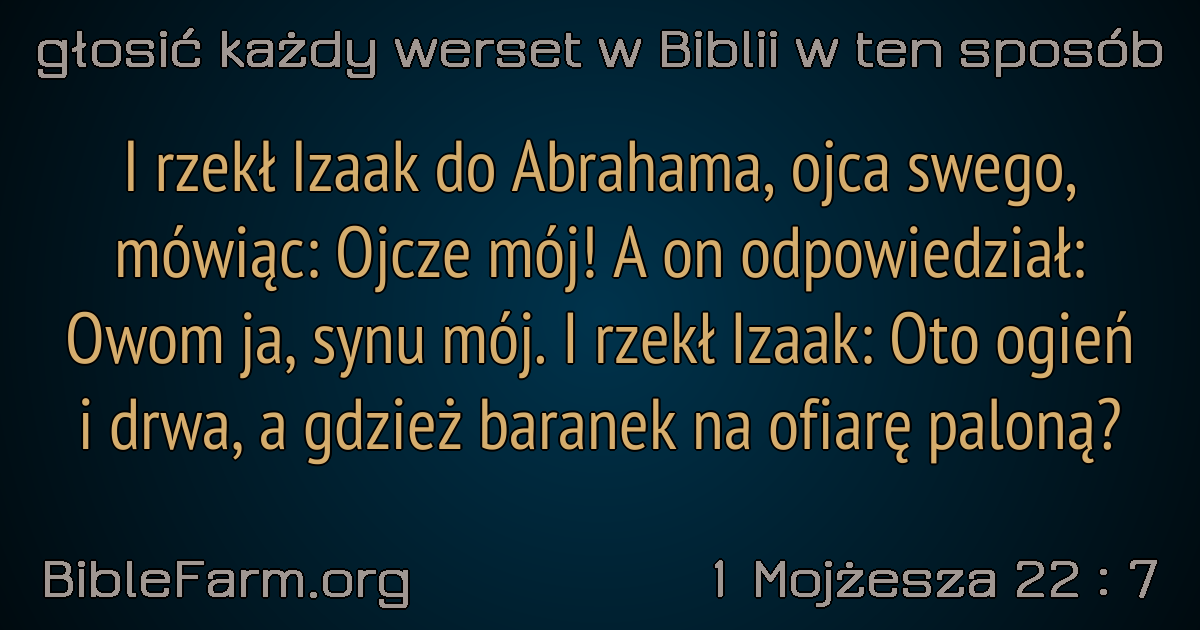 głosić każdy werset w Biblii w ten sposób
I rzekł Izaak do Abrahama, ojca swego,
mówiąc: Ojcze mój! A on odpowiedział:
Owom ja, synu mój. I rzekł Izaak: Oto ogień
i drwa, a gdzież baranek na ofiarę paloną?
BibleFarm.org
1 Mojżesza 22 : 7